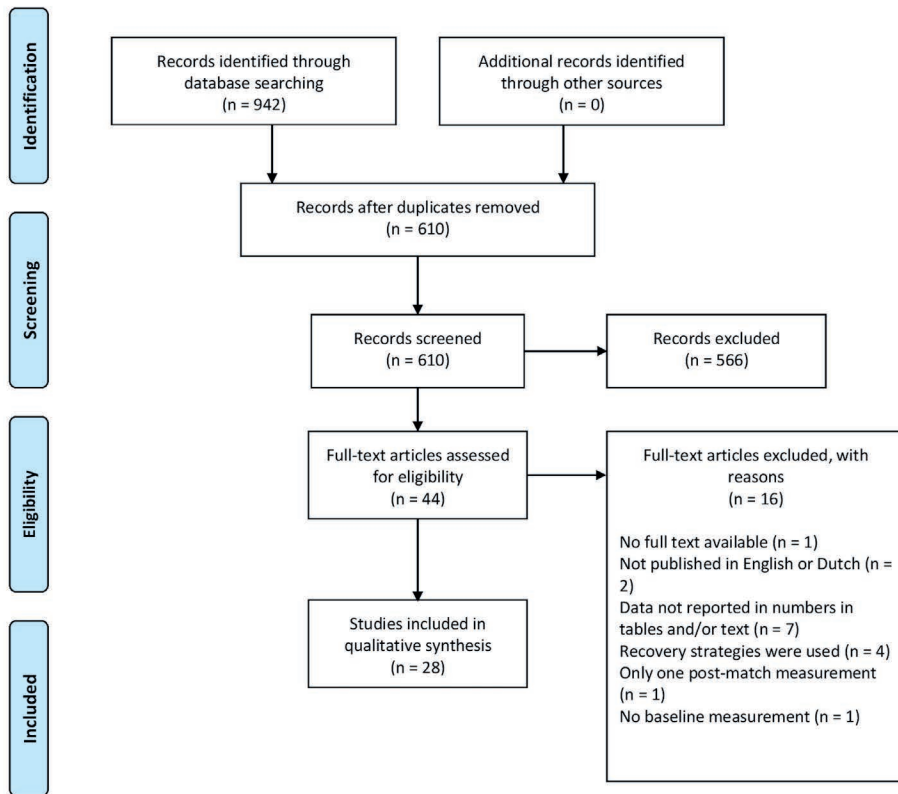 Identification
Records identified through
database searching
(n = 942)
Additional records identified
through other sources
(n = 0)
Records after duplicates removed
(n = 610)
Screening
Records screened
(n = 610)
Records excluded
(n = 566)
Eligibility
Full-text articles assessed
for eligibility
(n = 44)
Full-text articles excluded, with
reasons
(n = 16)
No full text available (n = 1)
Not published in English or Dutch (n =
2)
Data not reported in numbers in
tables and/or text (n = 7)
Recovery strategies were used (n = 4)
Only one post-match measurement
(n = 1)
No baseline measurement (n = 1)
Included
Studies included in
qualitative synthesis
(n = 28)